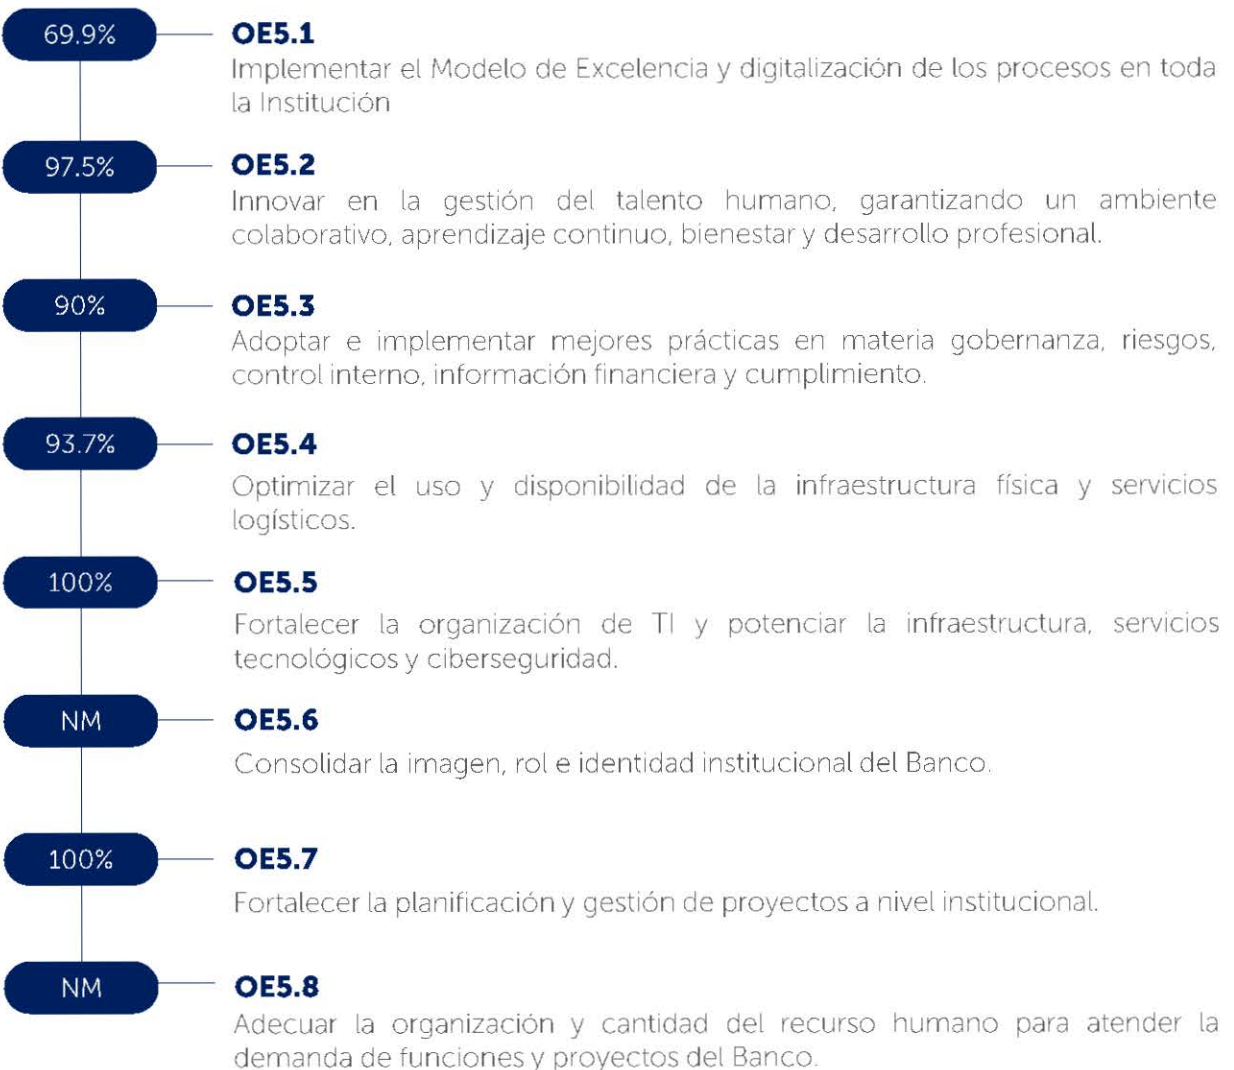 69.9%
OE5.1
Implementar el Modelo de Excelencia y digitalización de los procesos en toda
la Institución
97.5%
OE5.2
Innovar en la gestión del talento humano, garantizando un ambiente
colaborativo, aprendizaje continuo, bienestar y desarrollo profesional.
90%
OE5.3
Adoptar e implementar mejores prácticas en materia gobernanza, riesgos,
control interno, información financiera y cumplimiento.
93.7%
OE5.4
Optimizar el uso y disponibilidad de la infraestructura física y servicios
logísticos.
100%
OE5.5
Fortalecer la organización de TI y potenciar la infraestructura, servicios
tecnológicos y ciberseguridad.
NM
OE5.6
Consolidar la imagen, rol e identidad institucional del Banco.
100%
OE5.7
Fortalecer la planificación y gestión de proyectos a nivel institucional.
NM
OE5.8
Adecuar la organización y cantidad del recurso humano para atender la
demanda de funciones y proyectos del Banco.